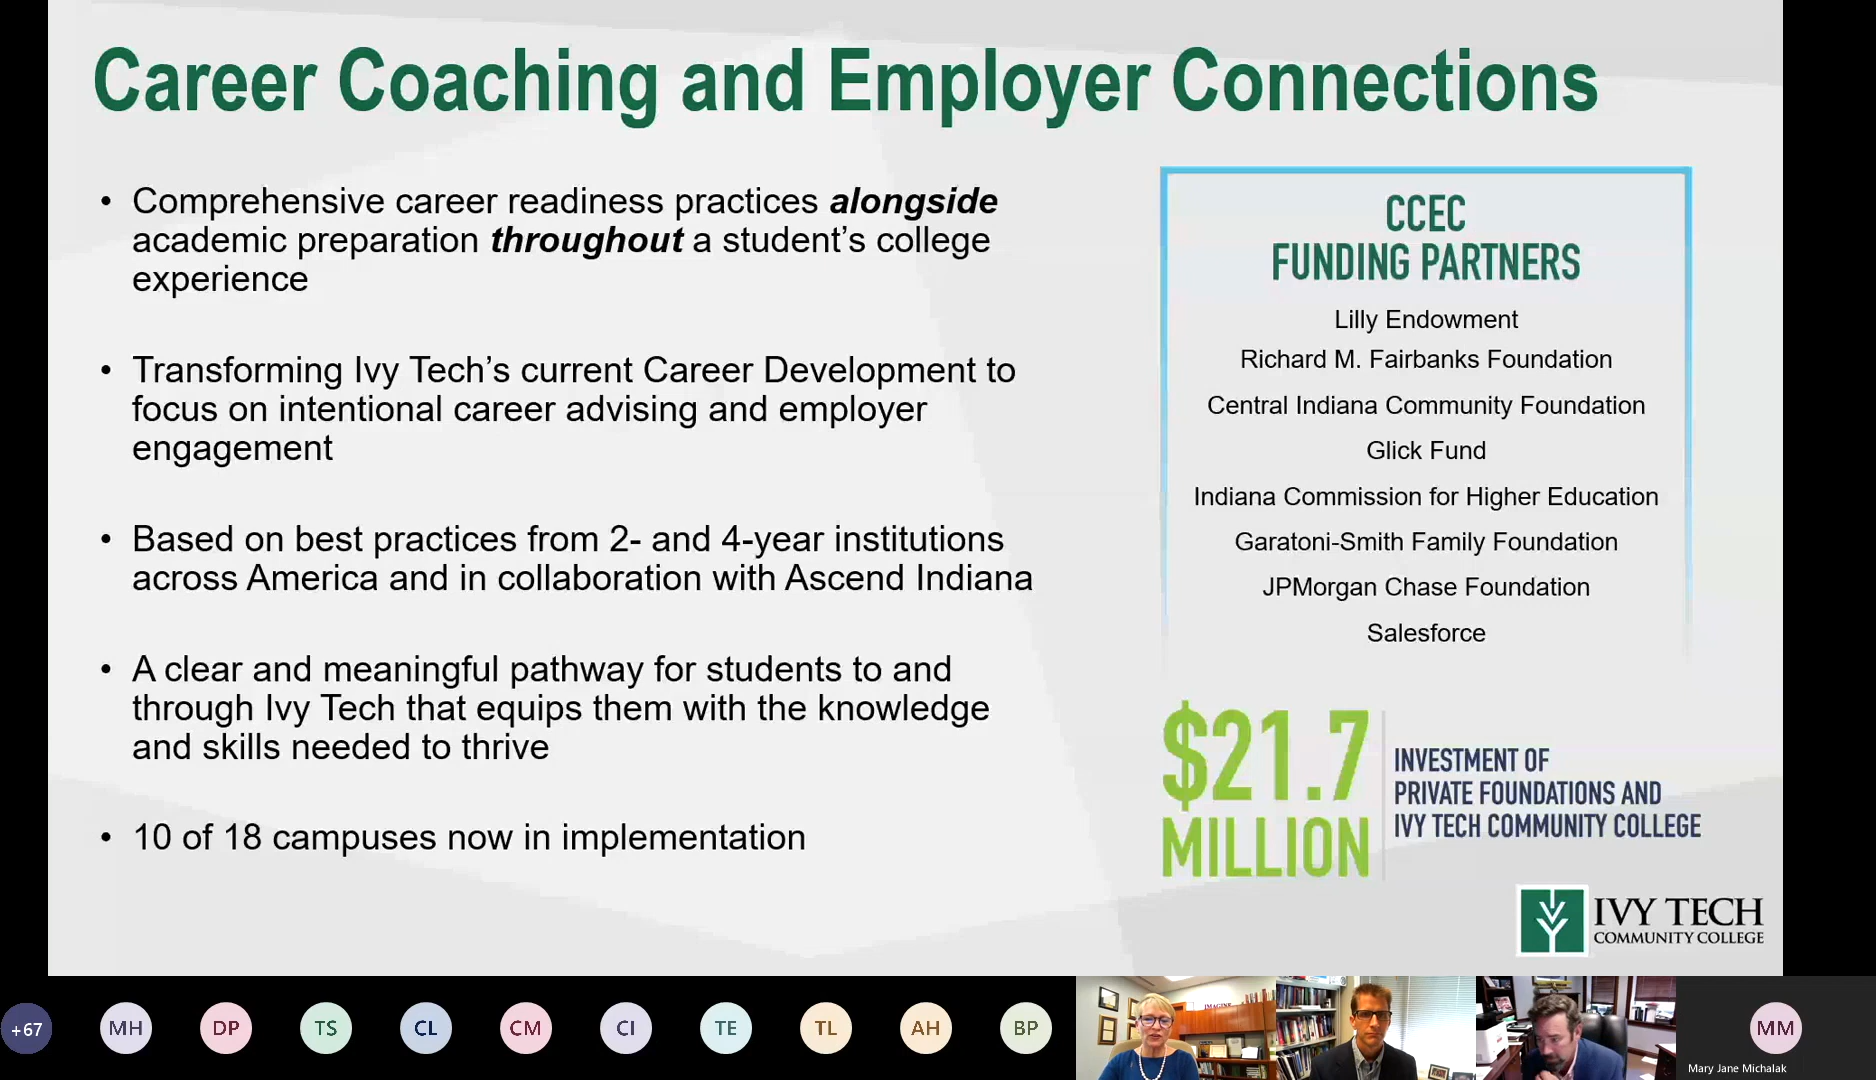 Career Coaching and Employer Connections
• Comprehensive career readiness practices alongside
academic preparation throughout a student’s college
experience
• Transforming Ivy Tech’s current Career Development to
focus on intentional career advising and employer
engagement
• Based on best practices from 2- and 4-year institutions
across America and in collaboration with Ascend Indiana
• A clear and meaningful pathway for students to and
through Ivy Tech that equips them with the knowledge
and skills needed to thrive
• 10 of 18 campuses now in implementation
CCEC
FUNDING PARTNERS
Lilly Endowment
Richard M. Fairbanks Foundation
Central Indiana Community Foundation
Glick Fund
Indiana Commission for Higher Education
Garatoni-Smith Family Foundation
JPMorgan Chase Foundation
Salesforce
$21.7
MILLION
INVESTMENT OF
PRIVATE FOUNDATIONS AND
IVY TECH COMMUNITY COLLEGE
IVY TECH
COMMUNITY COLLEGE
+67
MH
DP
TS
CL
CM
CI
TE
TL
AH
BP
IMAGINE
MM
Mary Jane Michalak